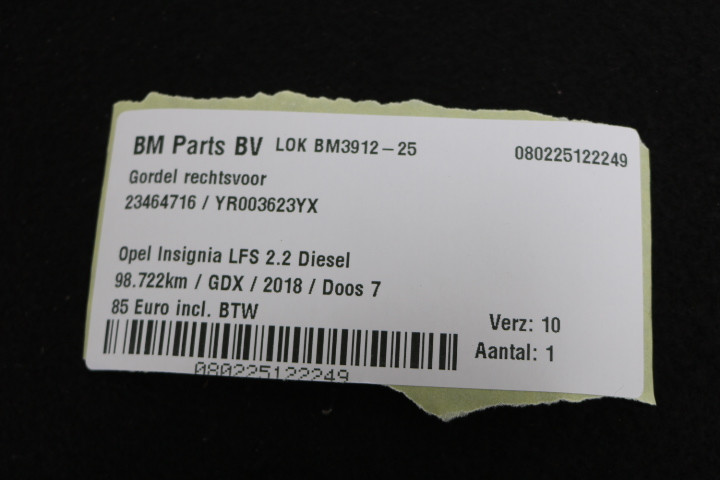 BM Parts BV LOK BM3912-25 080225122249
Gordel rechtsvoor
23464716 / YR003623YX
Opel Insignia LFS 2.2 Diesel
98.722km / GDX / 2018 / Doos 7
85 Euro incl. BTW
Verz: 10
Aantal: 1
080225122249